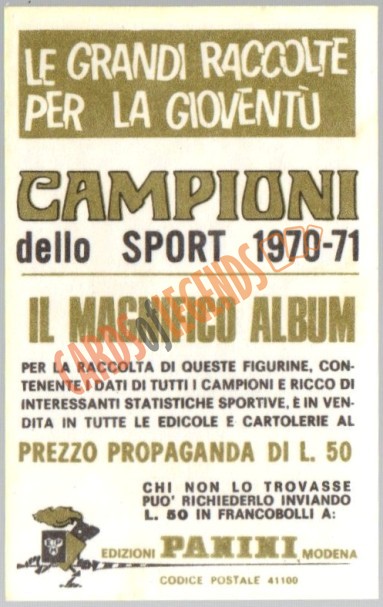 LE GRANDI RACCOLTE
PER LA GIOVENTÙ
CAMPIONI
dello SPORT 1970-71
IL MAGNIFICO ALBUM
PER LA RACCOLTA DI QUESTE FIGURINE, CON-
TENENTE I DATI DI TUTTI I CAMPIONI E RICCO DI
INTERESSANTI STATISTICHE SPORTIVE, È IN VEN-
DITA IN TUTTE LE EDICOLE E CARTOLERIE AL
PREZZO PROPAGANDA DI L. 50
CHI NON LO TROVASSE
PUO' RICHIEDERLO INVIANDO
L. 50 IN FRANCOBOLLI A:
EDIZIONI PANINI MODENA
CODICE POSTALE 41100
CARDS of LEGENDS